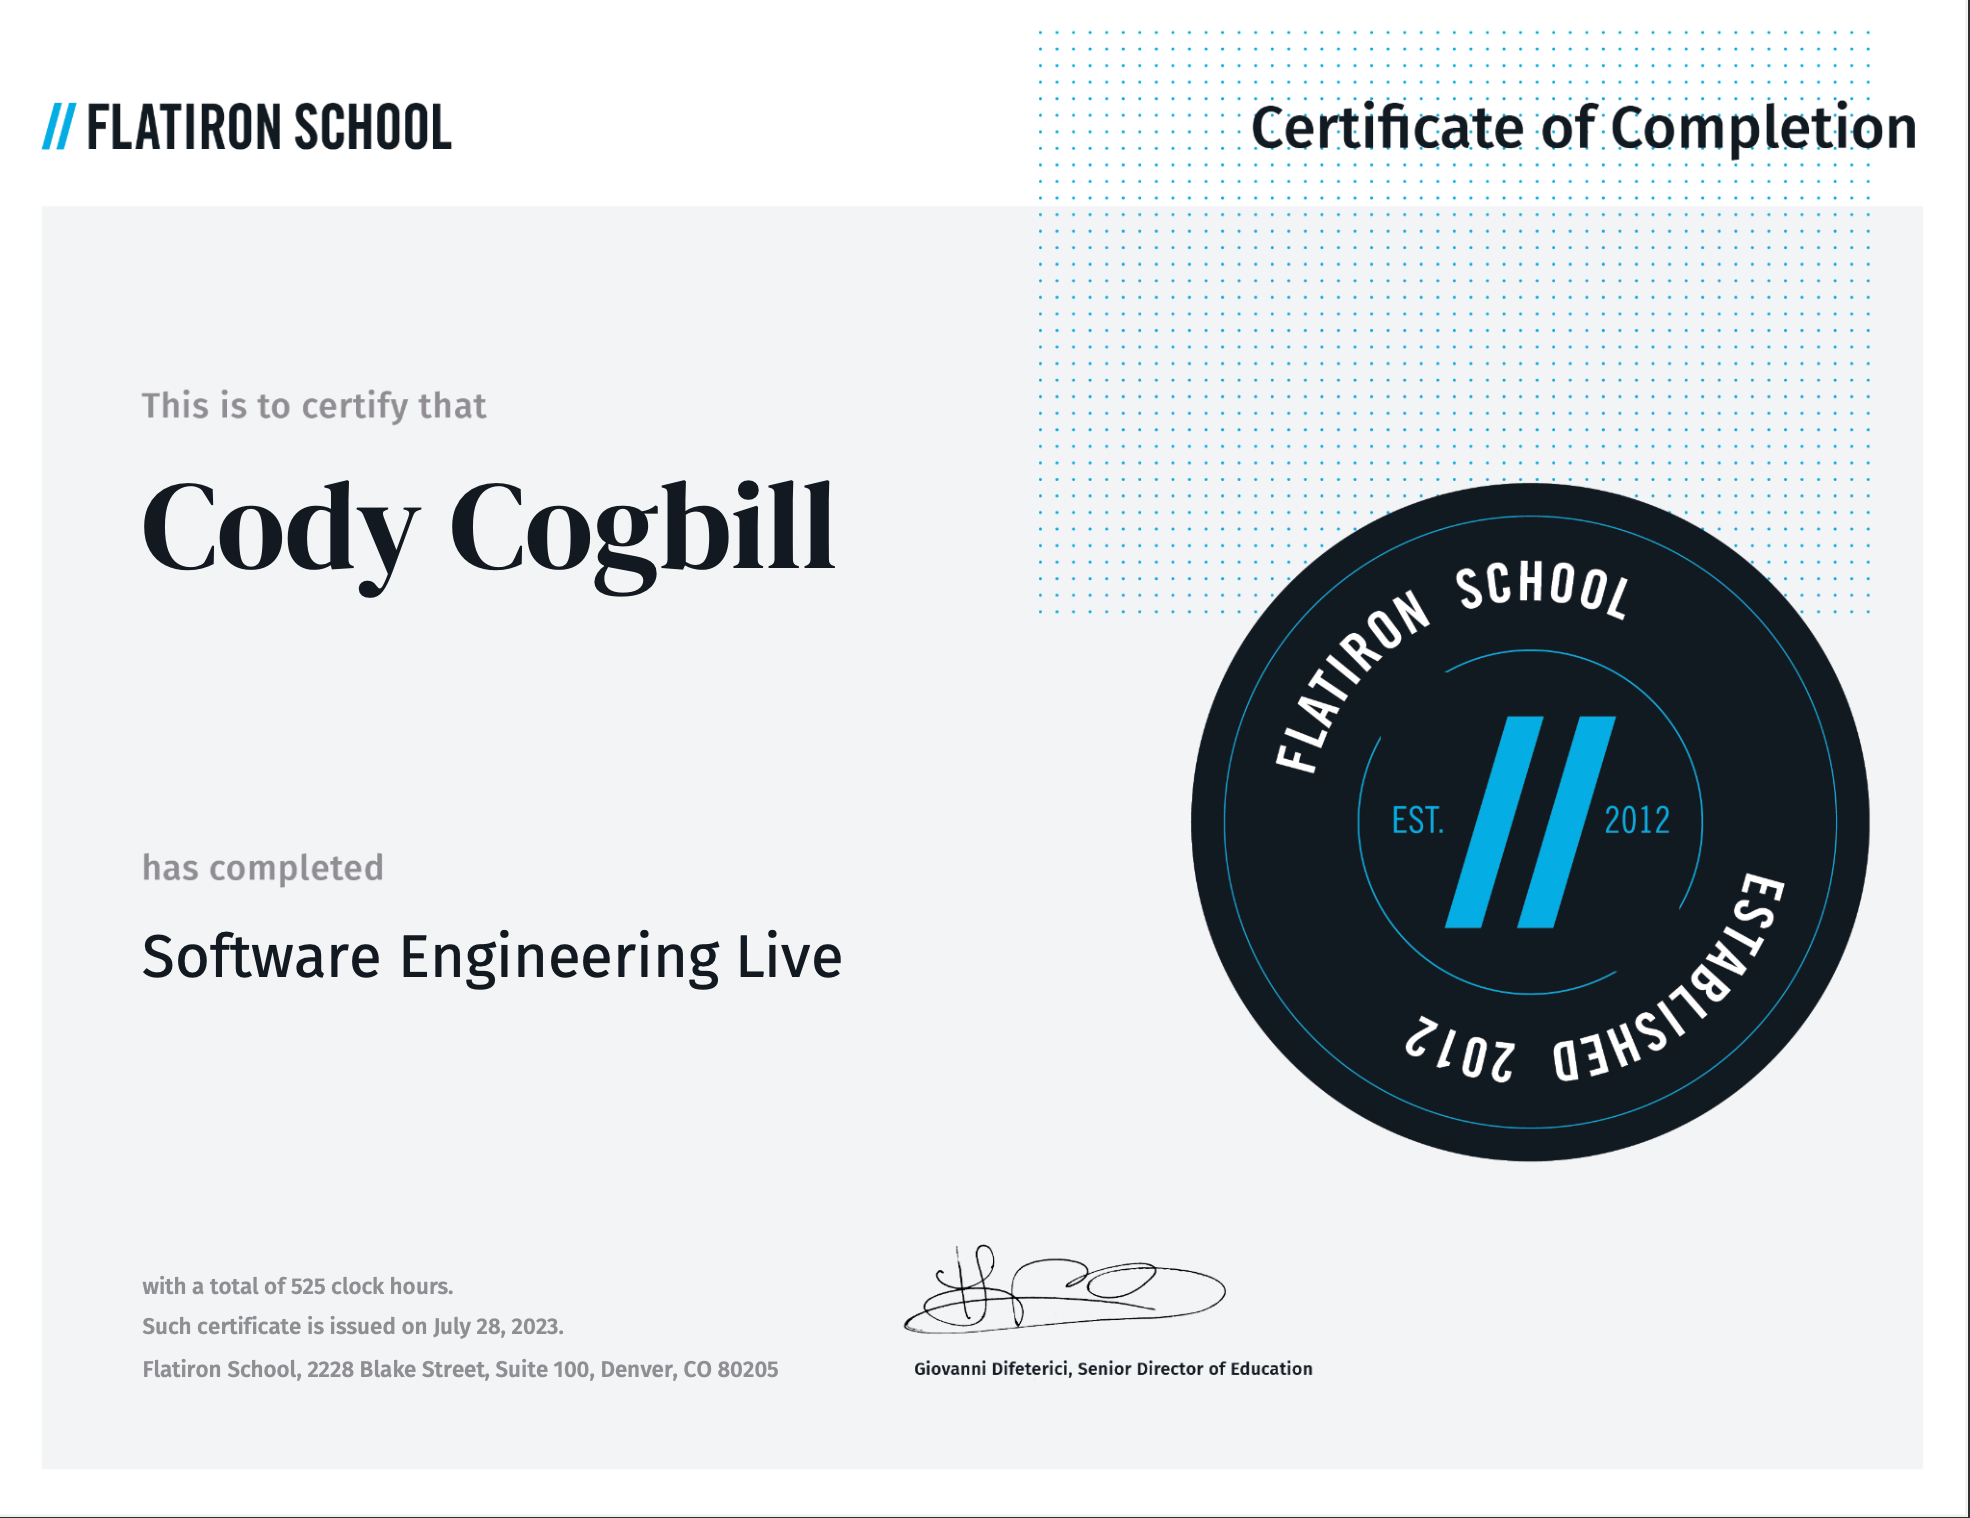 // FLATIRON SCHOOL
Certificate of Completion
This is to certify that
Cody Cogbill
has completed
Software Engineering Live
FLATIRON SCHOOL
EST. // 2012
ESTABLISHED 2012
with a total of 525 clock hours.
Such certificate is issued on July 28, 2023.
Flatiron School, 2228 Blake Street, Suite 100, Denver, CO 80205
Giovanni Difeterici, Senior Director of Education